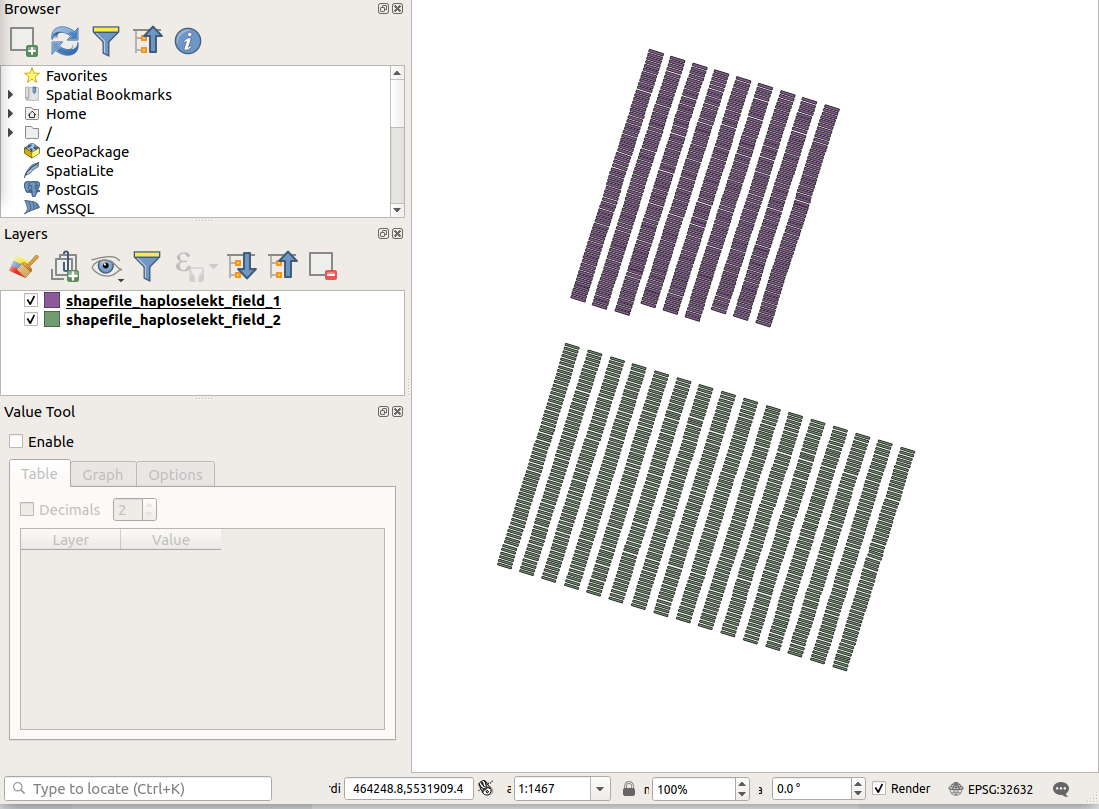 Browser
Favorites
Spatial Bookmarks
Home
/
GeoPackage
SpatiaLite
PostGIS
MSSQL
Layers
shapefile_haploselekt_field_1
shapefile_haploselekt_field_2
Value Tool
Enable
Table Graph Options
Decimals 2
Layer Value
Type to locate (Ctrl+K) di 464248.8,5531909.4 a 1:1467 n 100% a 0.0 ° Render EPSG:32632